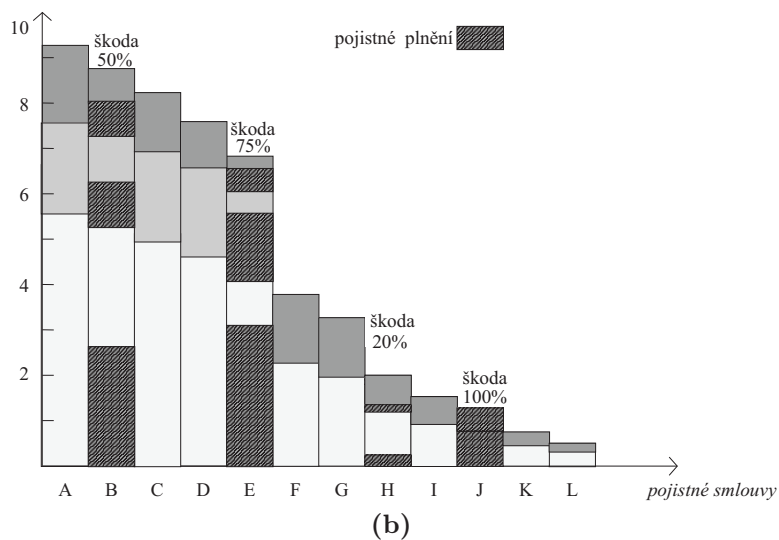 10
škoda
50%
pojistné plnění
8
škoda
75%
6
4
škoda
20%
škoda
100%
2
A B C D E F G H I J K L
pojistné smlouvy
(b)